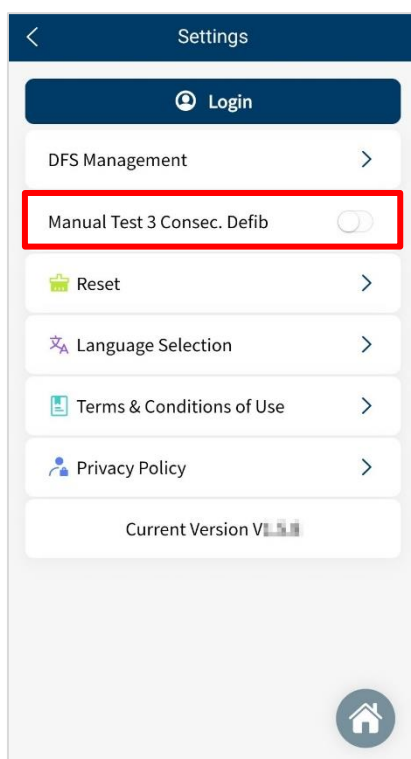 Settings
Login
DFS Management
Manual Test 3 Consec. Defib
Reset
Language Selection
Terms & Conditions of Use
Privacy Policy
Current Version